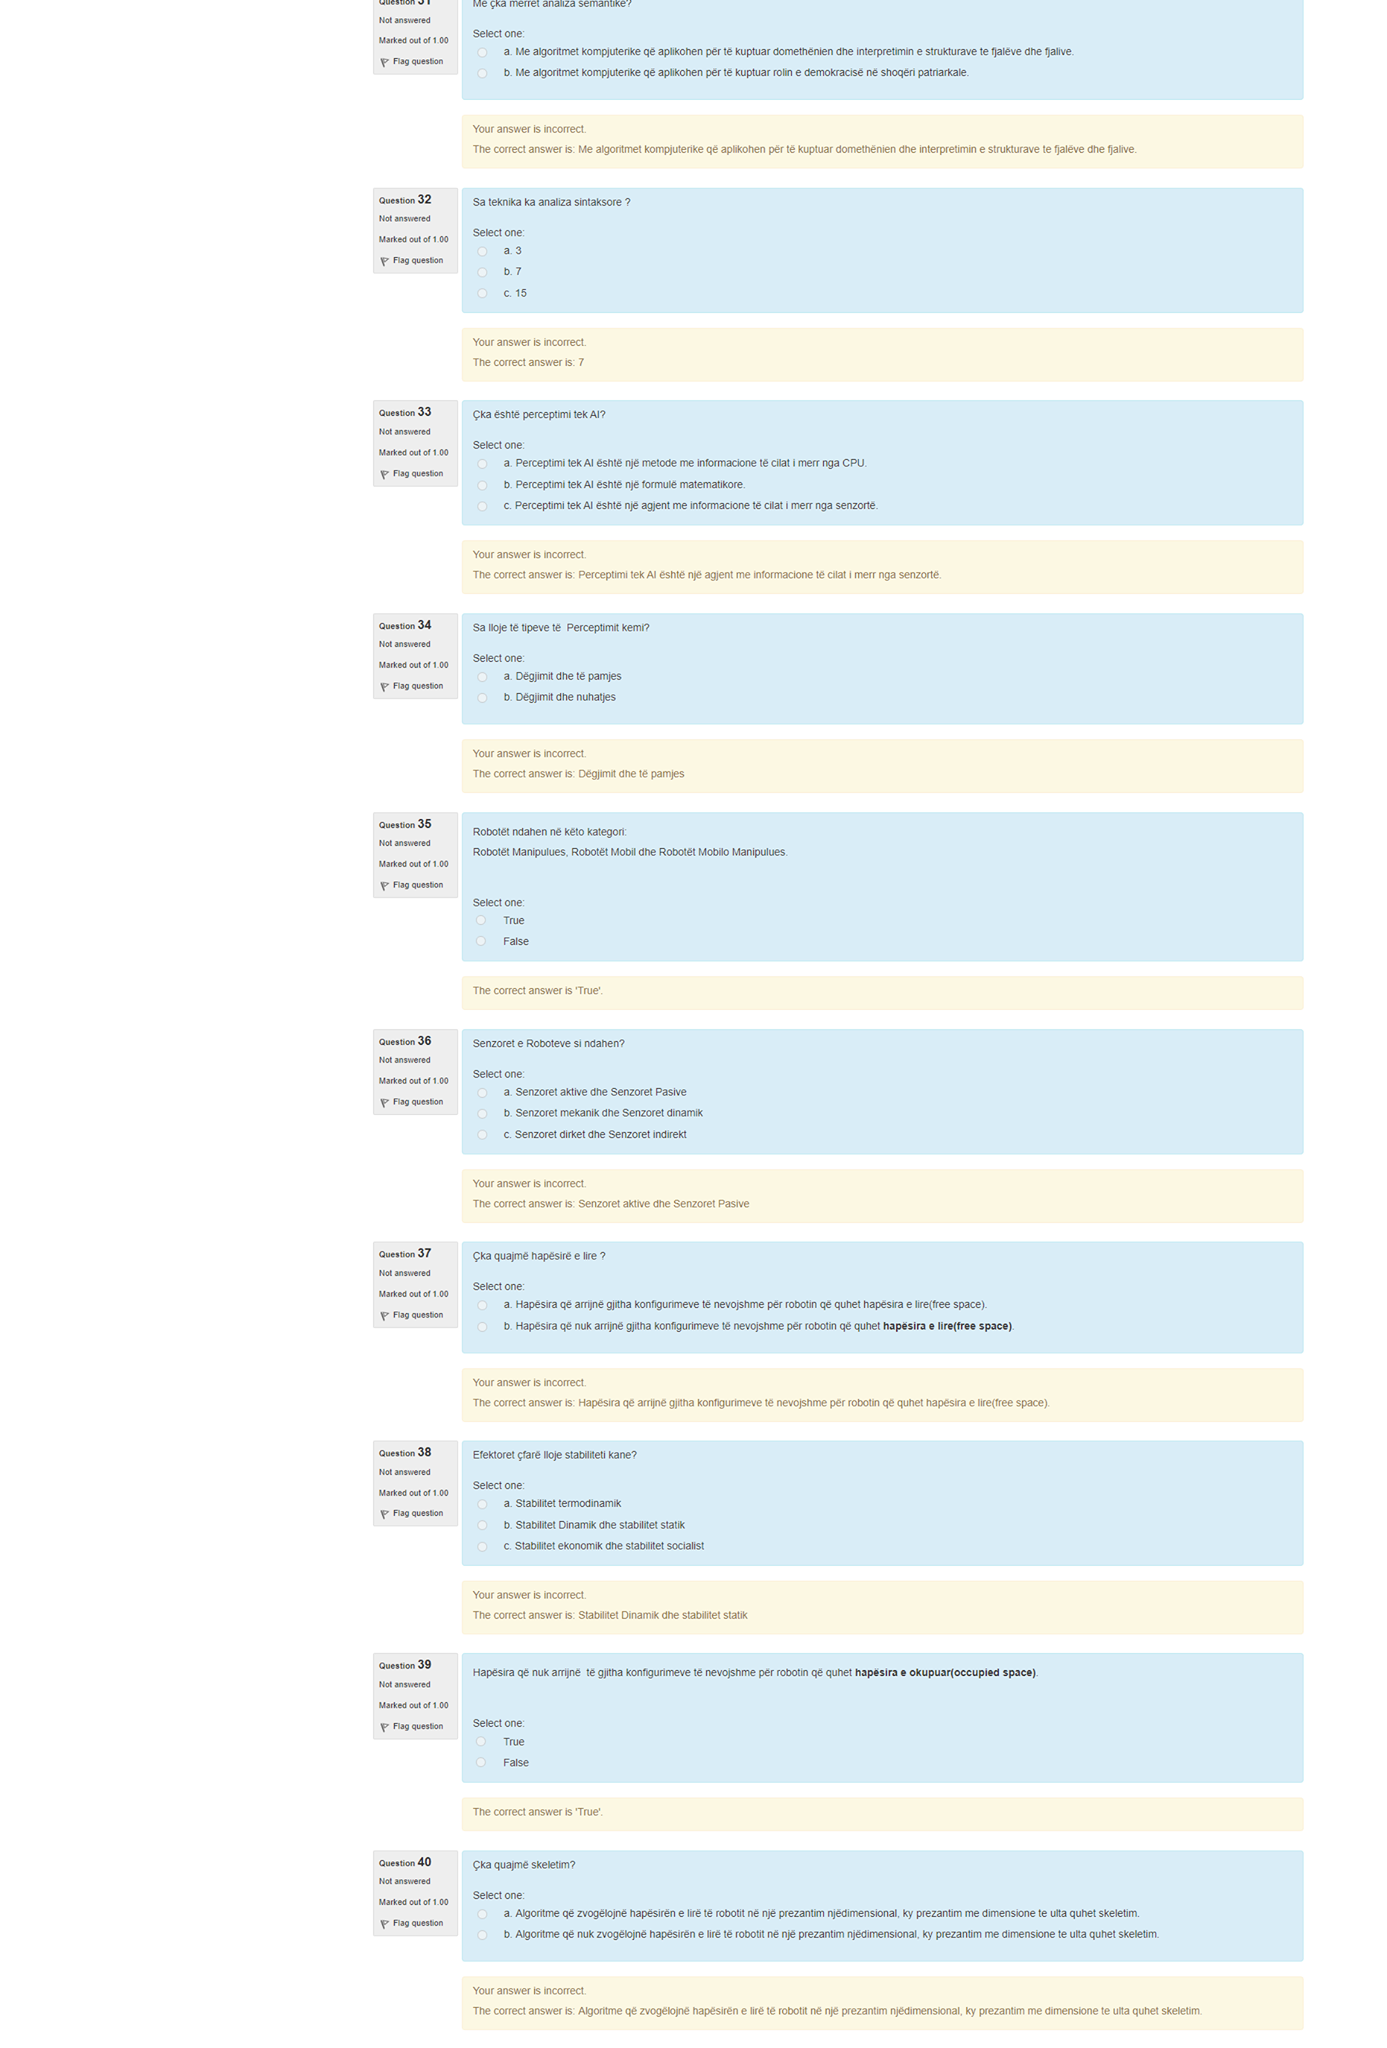 Question 31
Me çka merret analiza semantike?
Not answered
Marked out of 1.00
Flag question
Select one:
a. Me algoritmet kompjuterike që aplikohen për të kuptuar domethënien dhe interpretimin e strukturave te fjalëve dhe fjalive.
b. Me algoritmet kompjuterike që aplikohen për të kuptuar rolin e demokracisë në shoqëri patriarkale.
Your answer is incorrect.
The correct answer is: Me algoritmet kompjuterike që aplikohen për të kuptuar domethënien dhe interpretimin e strukturave te fjalëve dhe fjalive.
Question 32
Not answered
Marked out of 1.00
Flag question
Sa teknika ka analiza sintaksore ?
Select one:
a. 3
b. 7
c. 15
Your answer is incorrect.
The correct answer is: 7
Question 33
Not answered
Marked out of 1.00
Flag question
Çka është perceptimi tek AI?
Select one:
a. Perceptimi tek AI është një metode me informacione të cilat i merr nga CPU.
b. Perceptimi tek AI është një formulë matematikore.
c. Perceptimi tek AI është një agjent me informacione të cilat i merr nga senzortë.
Your answer is incorrect.
The correct answer is: Perceptimi tek AI është një agjent me informacione të cilat i merr nga senzortë.
Question 34
Not answered
Marked out of 1.00
Flag question
Sa lloje të tipeve të  Perceptimit kemi?
Select one:
a. Dëgjimit dhe të pamjes
b. Dëgjimit dhe nuhatjes
Your answer is incorrect.
The correct answer is: Dëgjimit dhe të pamjes
Question 35
Not answered
Marked out of 1.00
Flag question
Robotët ndahen në këto kategori:
Robotët Manipulues, Robotët Mobil dhe Robotët Mobilo Manipulues.
Select one:
True
False
The correct answer is 'True'.
Question 36
Not answered
Marked out of 1.00
Flag question
Senzoret e Roboteve si ndahen?
Select one:
a. Senzoret aktive dhe Senzoret Pasive
b. Senzoret mekanik dhe Senzoret dinamik
c. Senzoret dirket dhe Senzoret indirekt
Your answer is incorrect.
The correct answer is: Senzoret aktive dhe Senzoret Pasive
Question 37
Not answered
Marked out of 1.00
Flag question
Çka quajmë hapësirë e lire ?
Select one:
a. Hapësira që arrijnë gjitha konfigurimeve të nevojshme për robotin që quhet hapësira e lire(free space).
b. Hapësira që nuk arrijnë gjitha konfigurimeve të nevojshme për robotin që quhet hapësira e lire(free space).
Your answer is incorrect.
The correct answer is: Hapësira që arrijnë gjitha konfigurimeve të nevojshme për robotin që quhet hapësira e lire(free space).
Question 38
Not answered
Marked out of 1.00
Flag question
Efektoret çfarë lloje stabiliteti kane?
Select one:
a. Stabilitet termodinamik
b. Stabilitet Dinamik dhe stabilitet statik
c. Stabilitet ekonomik dhe stabilitet socialist
Your answer is incorrect.
The correct answer is: Stabilitet Dinamik dhe stabilitet statik
Question 39
Not answered
Marked out of 1.00
Flag question
Hapësira që nuk arrijnë  të gjitha konfigurimeve të nevojshme për robotin që quhet hapësira e okupuar(occupied space).
Select one:
True
False
The correct answer is 'True'.
Question 40
Not answered
Marked out of 1.00
Flag question
Çka quajmë skeletim?
Select one:
a. Algoritme që zvogëlojnë hapësirën e lirë të robotit në një prezantim njëdimensional, ky prezantim me dimensione te ulta quhet skeletim.
b. Algoritme që nuk zvogëlojnë hapësirën e lirë të robotit në një prezantim njëdimensional, ky prezantim me dimensione te ulta quhet skeletim.
Your answer is incorrect.
The correct answer is: Algoritme që zvogëlojnë hapësirën e lirë të robotit në një prezantim njëdimensional, ky prezantim me dimensione te ulta quhet skeletim.